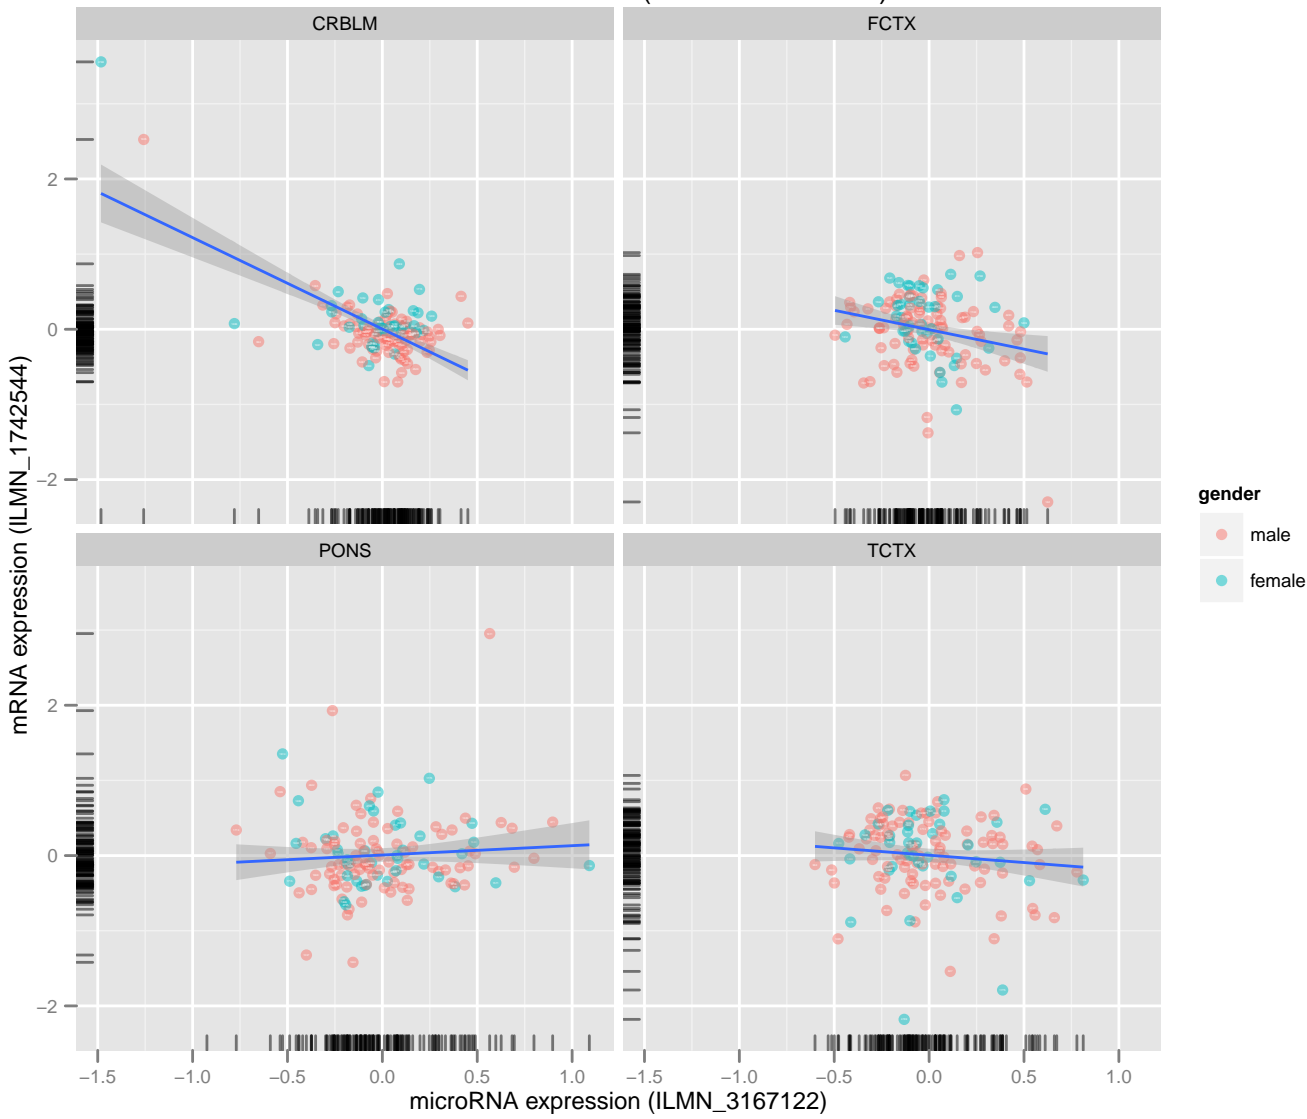 CRBLM
FCTX
2
0
−2
PONS
TCTX
2
0
−2
−1.5 −1.0 −0.5 0.0 0.5 1.0
−1.5 −1.0 −0.5 0.0 0.5 1.0
microRNA expression (ILMN_3167122)
mRNA expression (ILMN_1742544)
gender
male
female